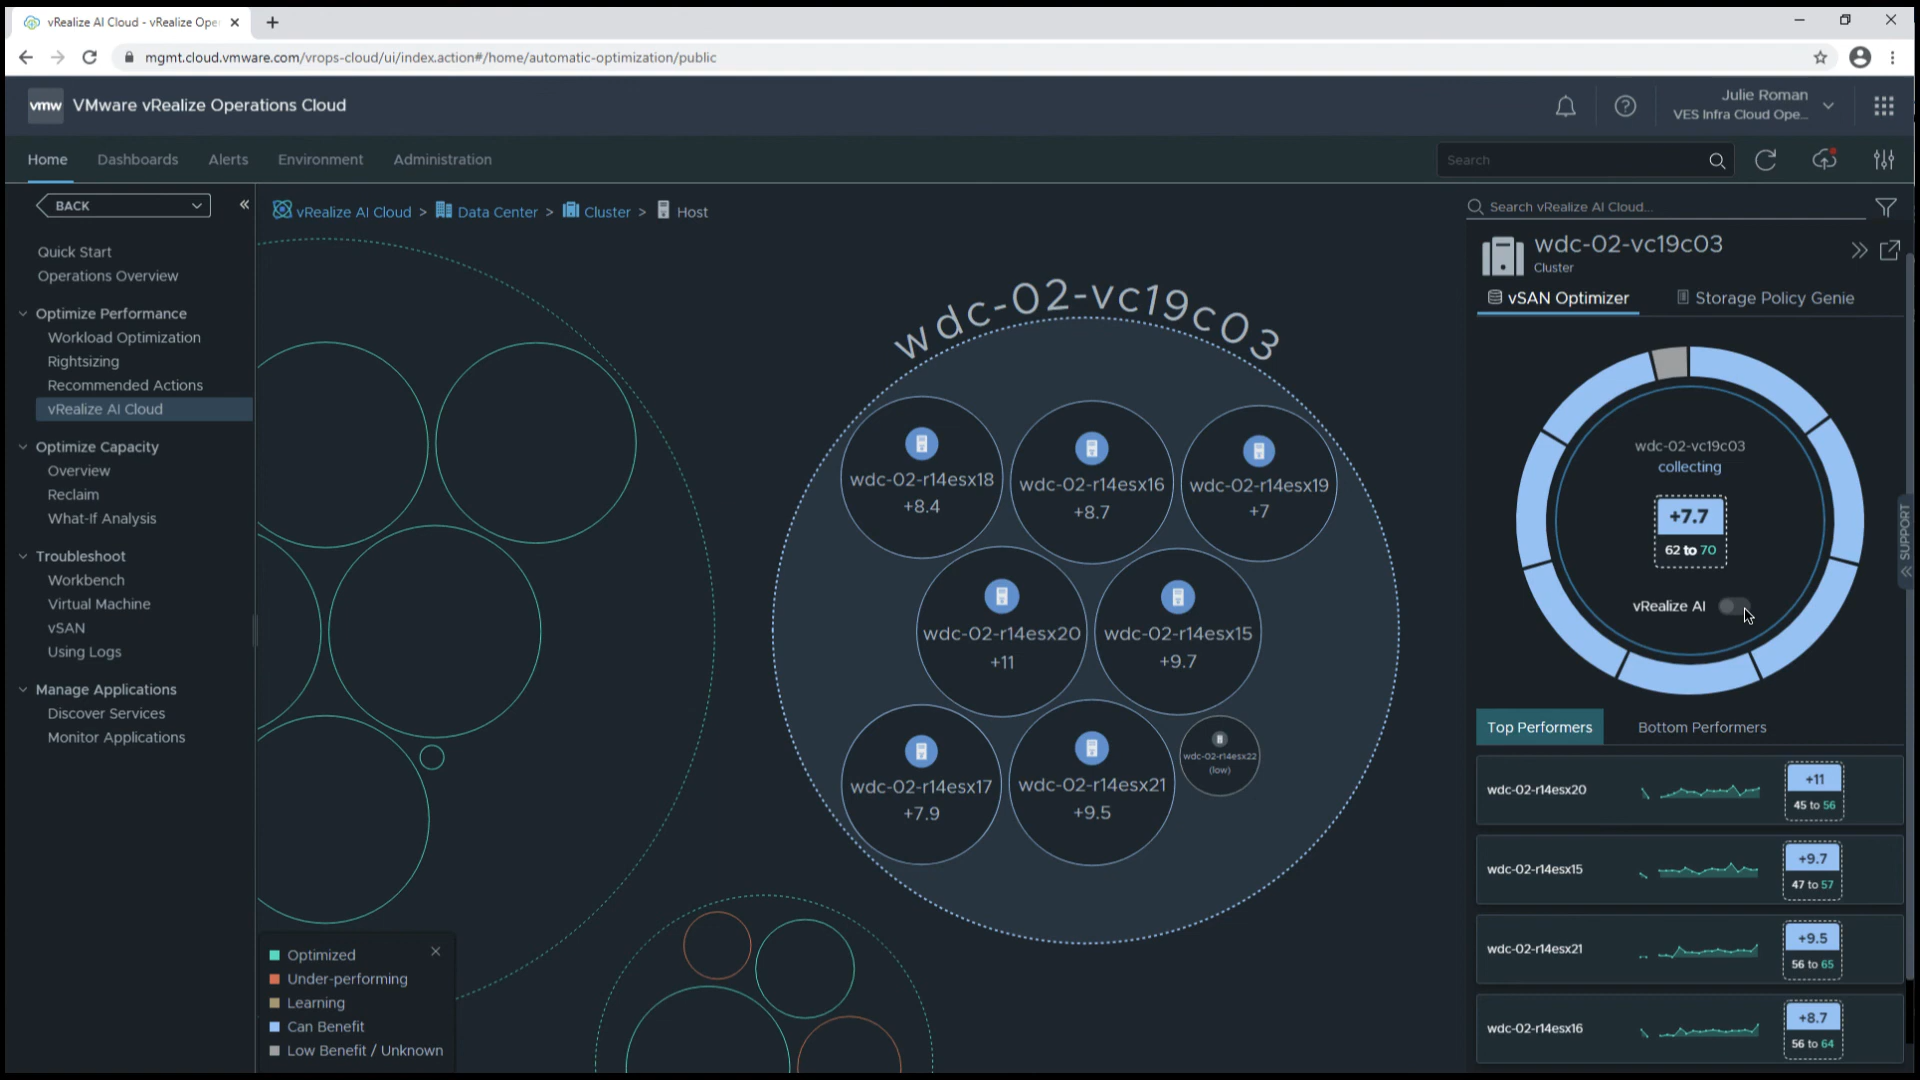 vRealize AI Cloud - vRealize Ope
mgmt.cloud.vmware.com/vrops-cloud/ui/index.action#/home/automatic-optimization/public
vmw VMware vRealize Operations Cloud
Julie Roman
VES Infra Cloud Ope...
Home Dashboards Alerts Environment Administration
Search
BACK
Quick Start
Operations Overview
Optimize Performance
Workload Optimization
Rightsizing
Recommended Actions
vRealize AI Cloud
Optimize Capacity
Overview
Reclaim
What-If Analysis
Troubleshoot
Workbench
Virtual Machine
vSAN
Using Logs
Manage Applications
Discover Services
Monitor Applications
vRealize AI Cloud > Data Center > Cluster > Host
wdc-02-vc19c03
wdc-02-r14esx18
+8.4
wdc-02-r14esx16
+8.7
wdc-02-r14esx19
+7
wdc-02-r14esx20
+11
wdc-02-r14esx15
+9.7
wdc-02-r14esx17
+7.9
wdc-02-r14esx21
+9.5
wdc-02-r14esx22
(low)
Optimized
Under-performing
Learning
Can Benefit
Low Benefit / Unknown
Search vRealize AI Cloud...
wdc-02-vc19c03
Cluster
vSAN Optimizer Storage Policy Genie
wdc-02-vc19c03
collecting
+7.7
62 to 70
vRealize AI
SUPPORT
Top Performers Bottom Performers
wdc-02-r14esx20
+11
45 to 56
wdc-02-r14esx15
+9.7
47 to 57
wdc-02-r14esx21
+9.5
56 to 65
wdc-02-r14esx16
+8.7
56 to 64